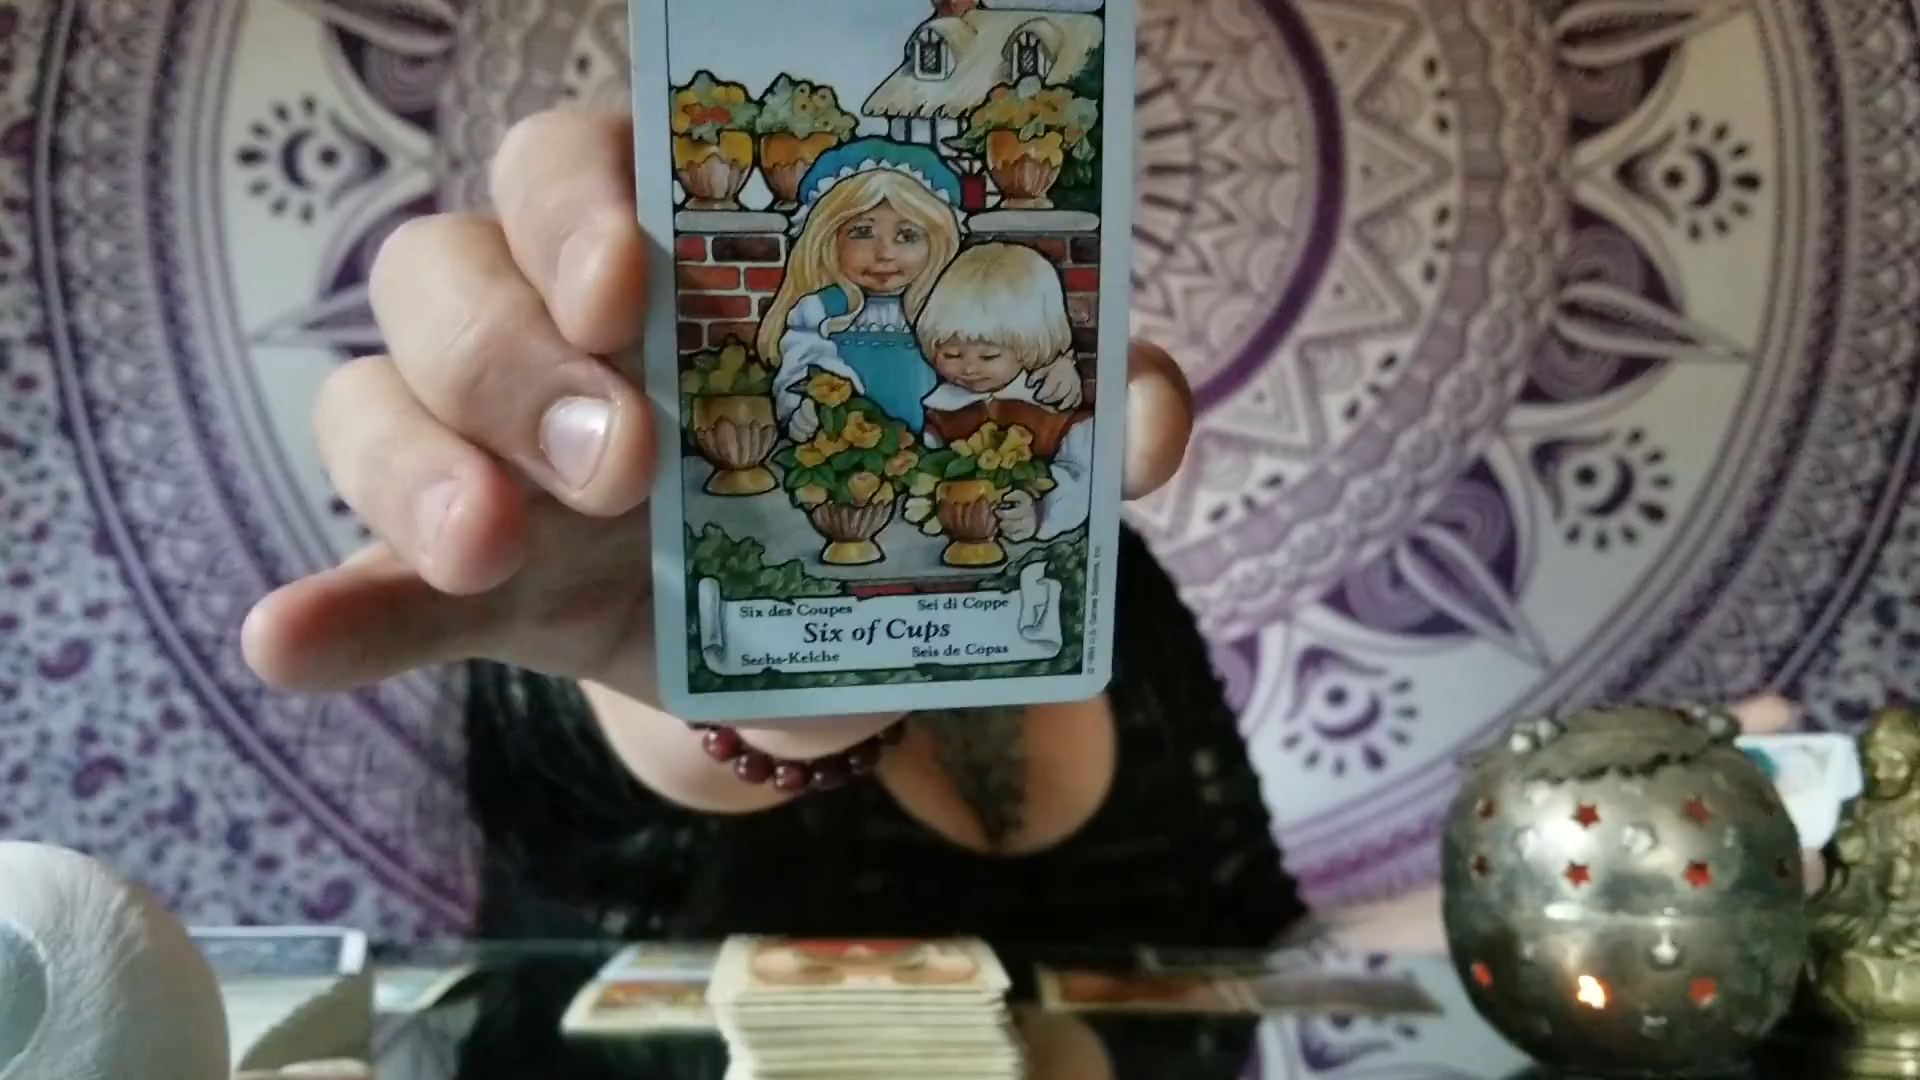 Six des Coupes Sei di Coppe
Six of Cups
Sechs-Kelche Seis de Copas